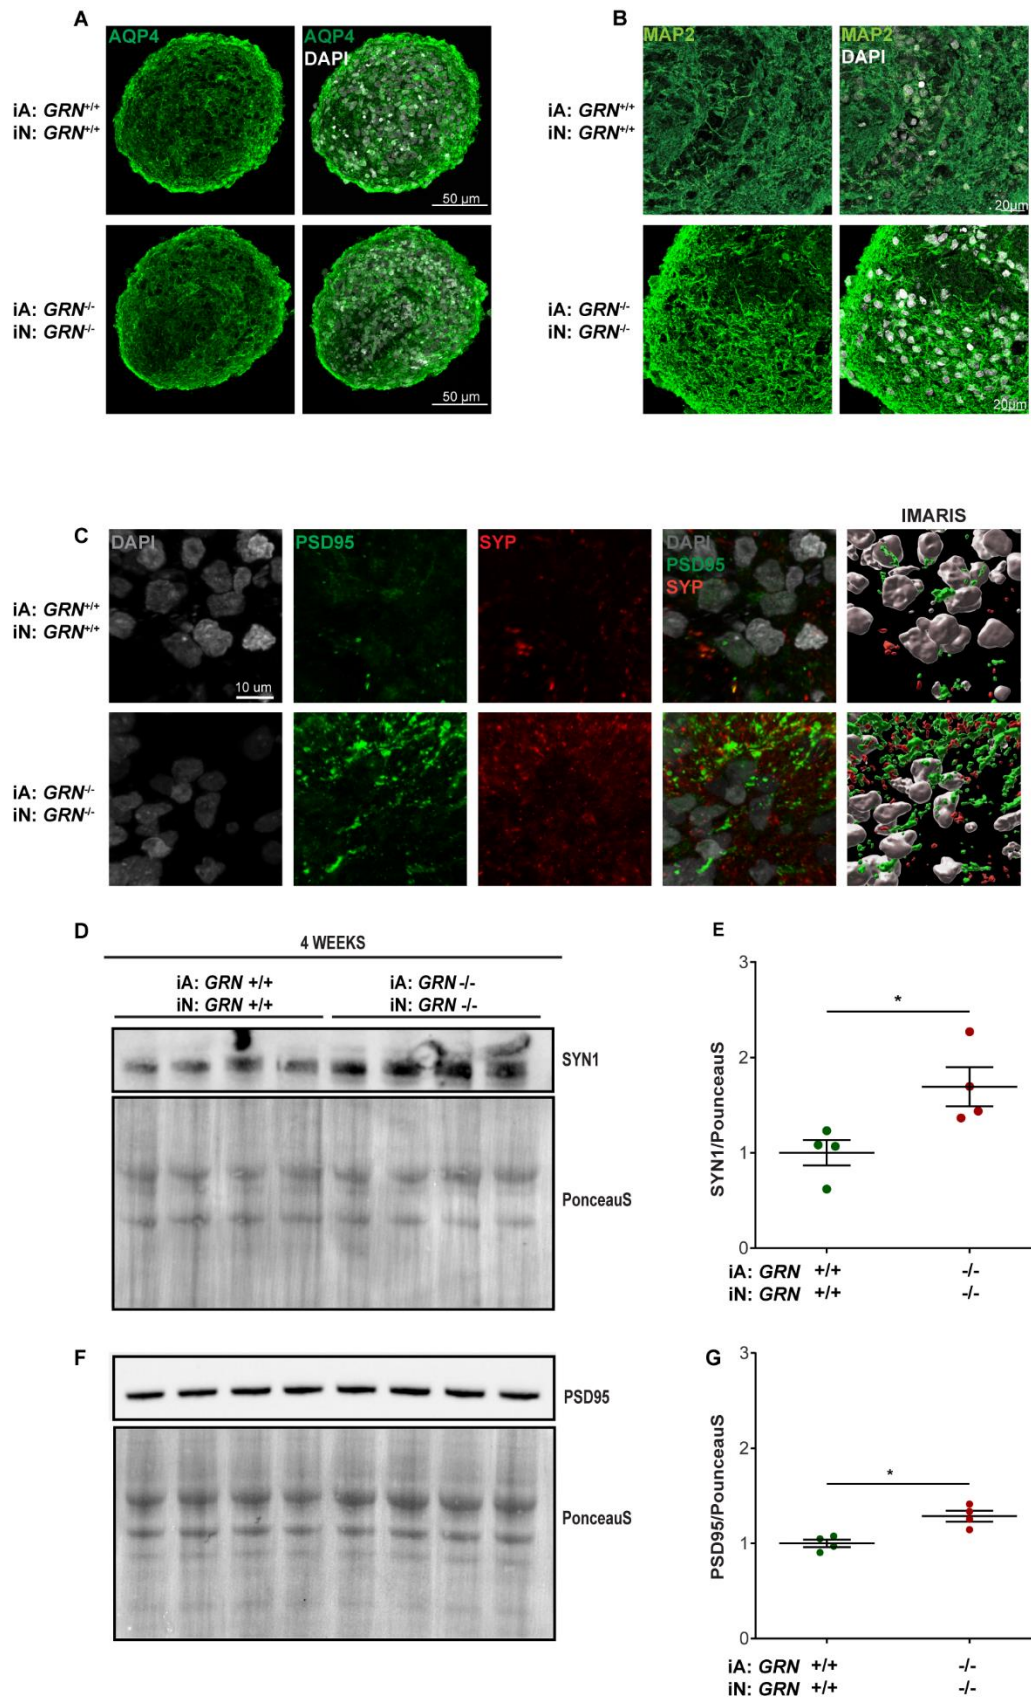 A
B
AQP4
AQP4
DAPI
MAP2
MAP2
DAPI
iA: GRN+/+
iN: GRN+/+
50 µm
iA: GRN+/+
iN: GRN+/+
20µm
iA: GRN-/-
iN: GRN-/-
50 µm
iA: GRN-/-
iN: GRN-/-
20µm
C
IMARIS
DAPI
PSD95
SYP
DAPI
PSD95
SYP
iA: GRN+/+
iN: GRN+/+
10 um
iA: GRN-/-
iN: GRN-/-
D
4 WEEKS
iA: GRN +/+
iN: GRN +/+
iA: GRN -/-
iN: GRN -/-
SYN1
PonceauS
E
3
2
1
0
SYN1/PounceauS
*
iA: GRN +/+ -/-
iN: GRN +/+ -/-
F
PSD95
PonceauS
G
3
2
1
0
PSD95/PounceauS
*
iA: GRN +/+ -/-
iN: GRN +/+ -/-